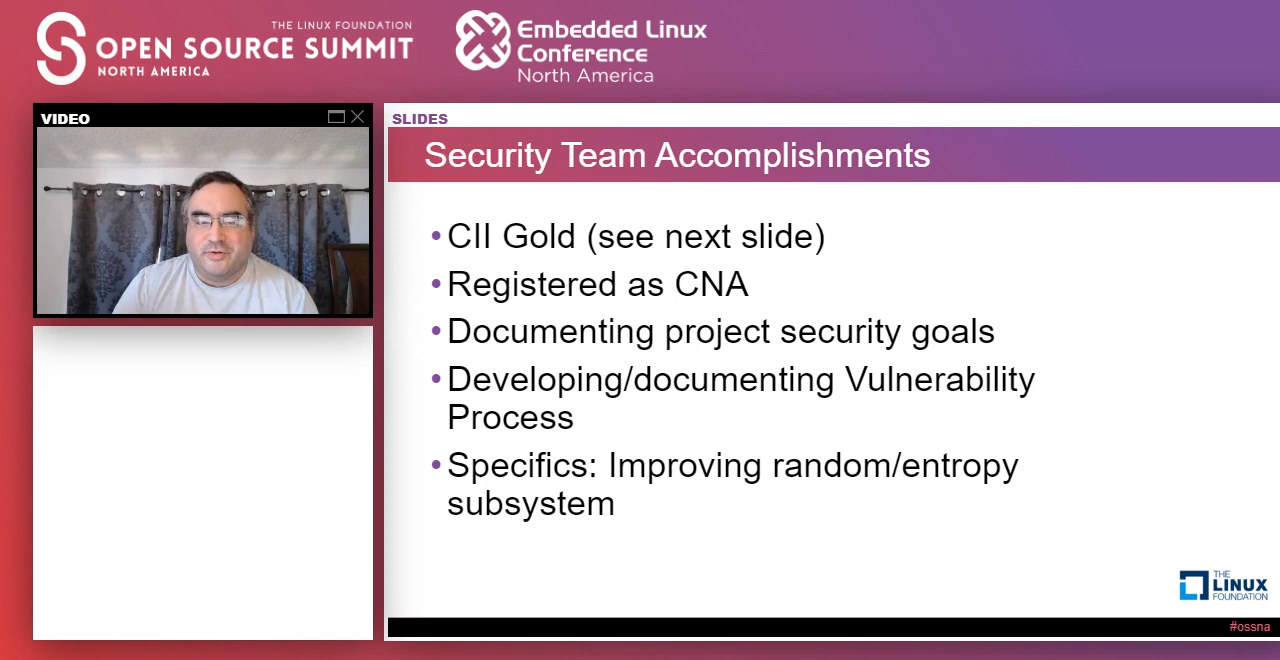 THE LINUX FOUNDATION
OPEN SOURCE SUMMIT
NORTH AMERICA
Embedded Linux
Conference
North America
VIDEO
SLIDES
Security Team Accomplishments
•CII Gold (see next slide)
•Registered as CNA
•Documenting project security goals
•Developing/documenting Vulnerability
Process
•Specifics: Improving random/entropy
subsystem
THE
LINUX
FOUNDATION
#ossna